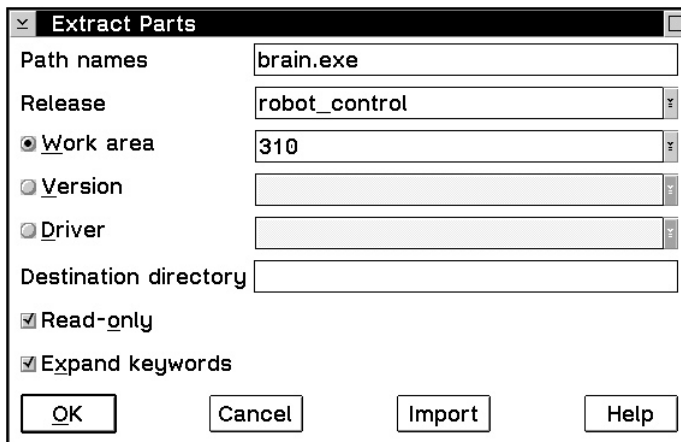 Extract Parts
Path names brain.exe
Release robot_control
Work area 310
Version
Driver
Destination directory
Read-only
Expand keywords
OK Cancel Import Help